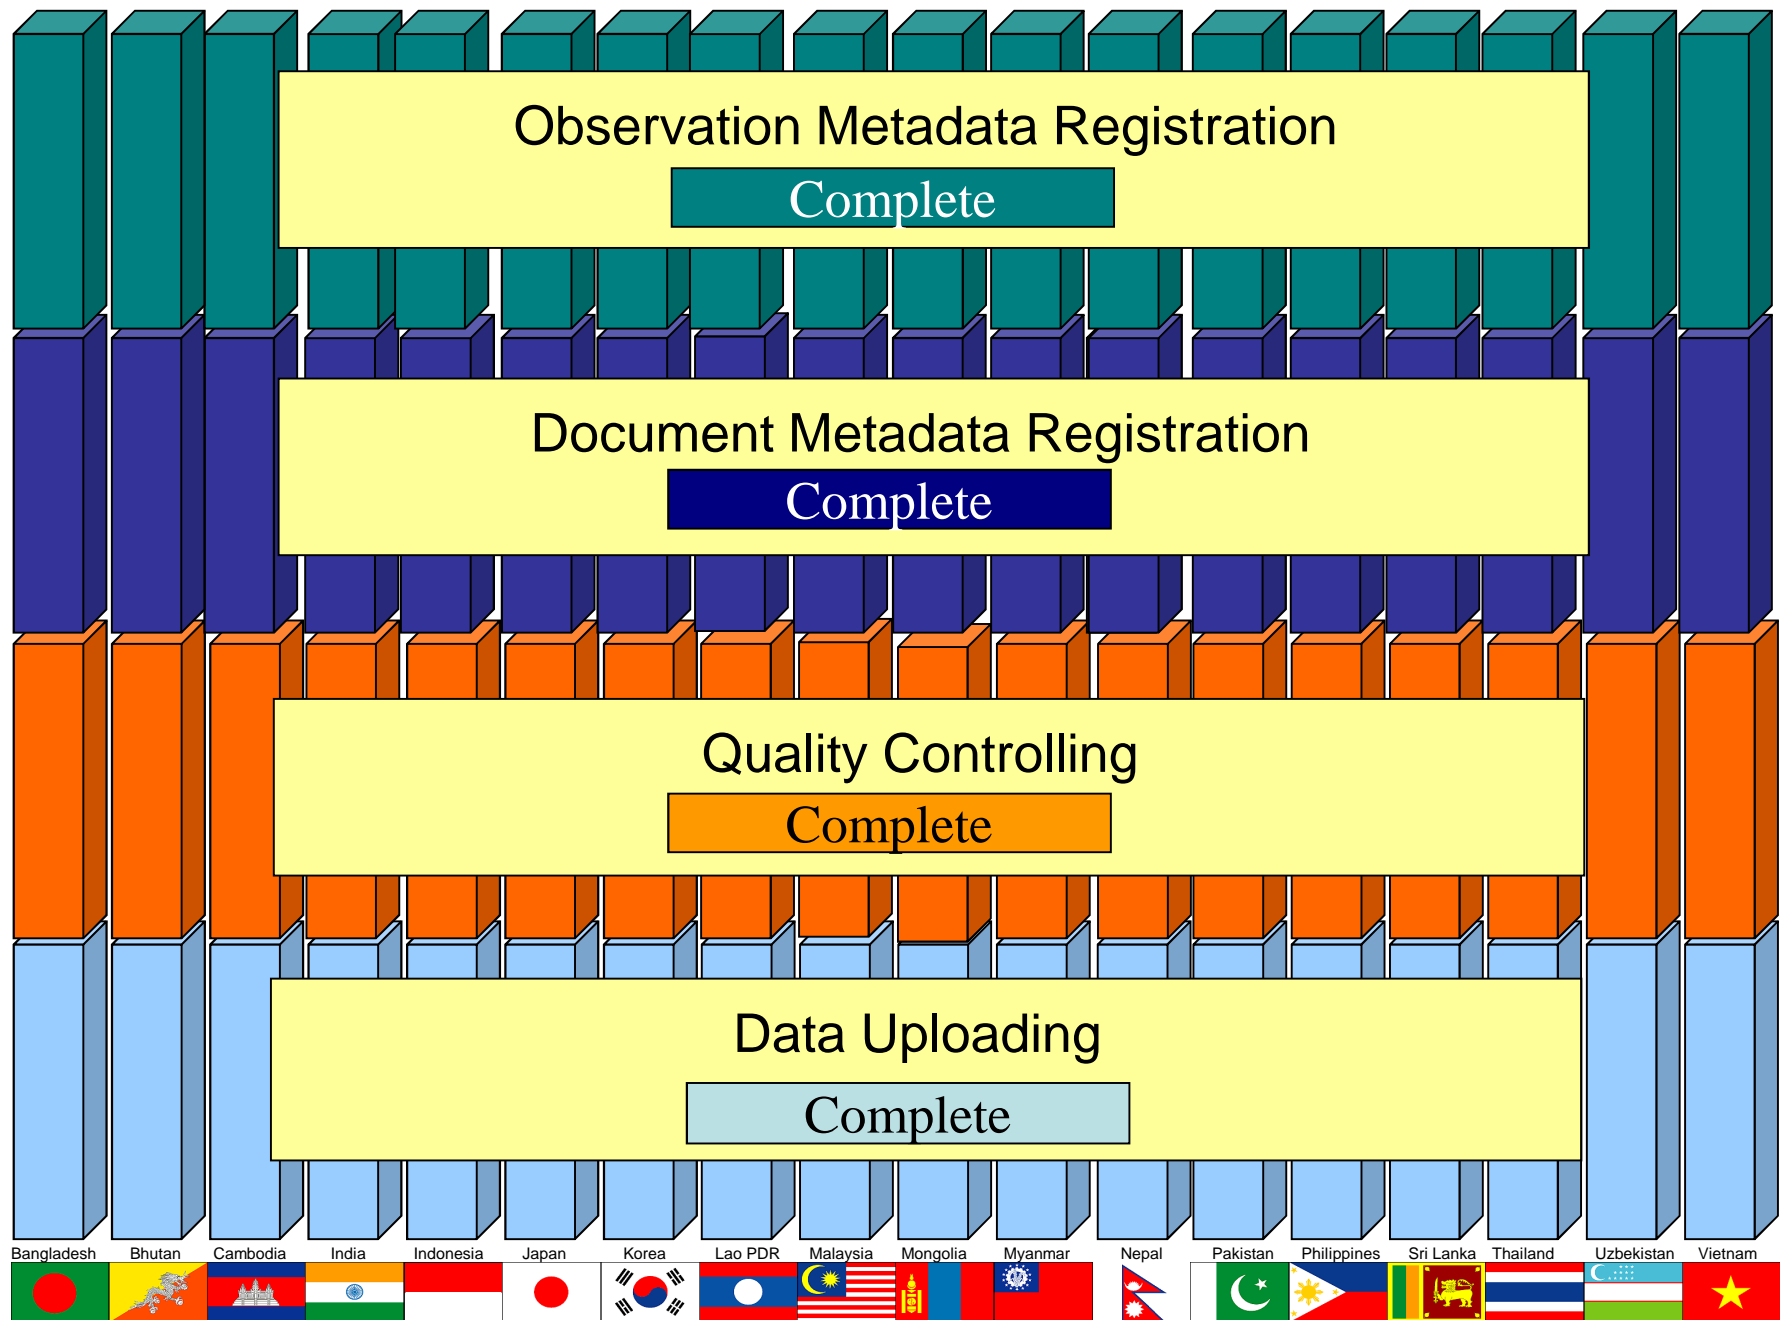 Observation Metadata Registration
Complete
Document Metadata Registration
Complete
Quality Controlling
Complete
Data Uploading
Complete
Bangladesh Bhutan Cambodia India Indonesia Japan Korea Lao PDR Malaysia Mongolia Myanmar Nepal Pakistan Philippines Sri Lanka Thailand Uzbekistan Vietnam